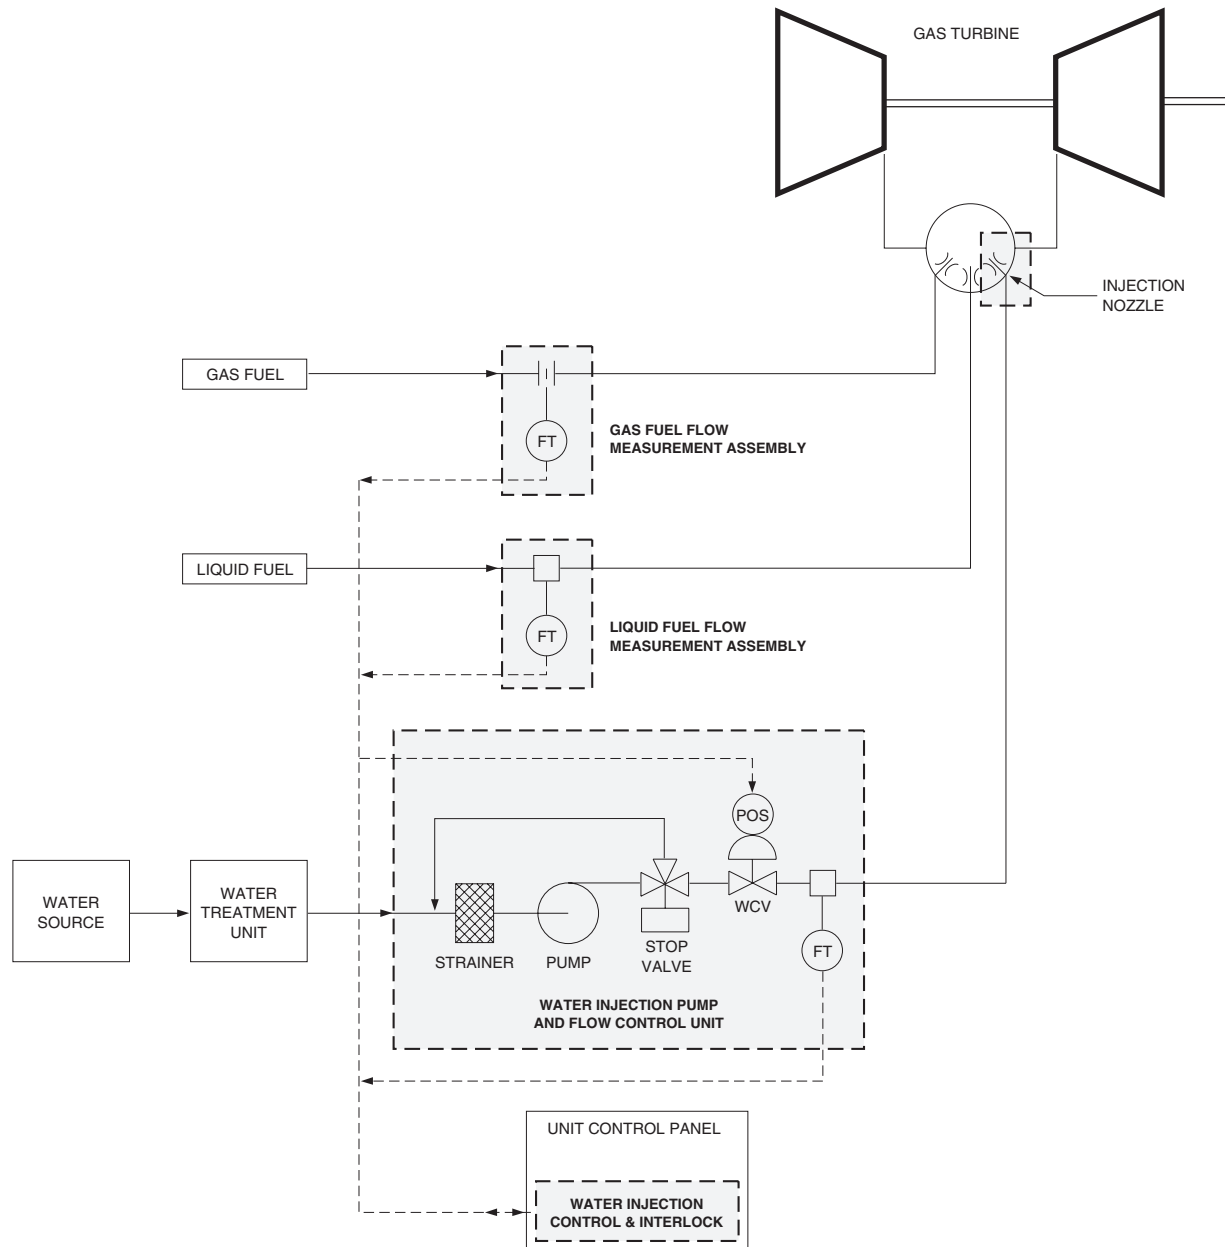 GAS TURBINE
INJECTION
NOZZLE
GAS FUEL
FT
GAS FUEL FLOW
MEASUREMENT ASSEMBLY
LIQUID FUEL
FT
LIQUID FUEL FLOW
MEASUREMENT ASSEMBLY
POS
WATER
SOURCE
WATER
TREATMENT
UNIT
WCV
STRAINER
PUMP
STOP
VALVE
FT
WATER INJECTION PUMP
AND FLOW CONTROL UNIT
UNIT CONTROL PANEL
WATER INJECTION
CONTROL & INTERLOCK